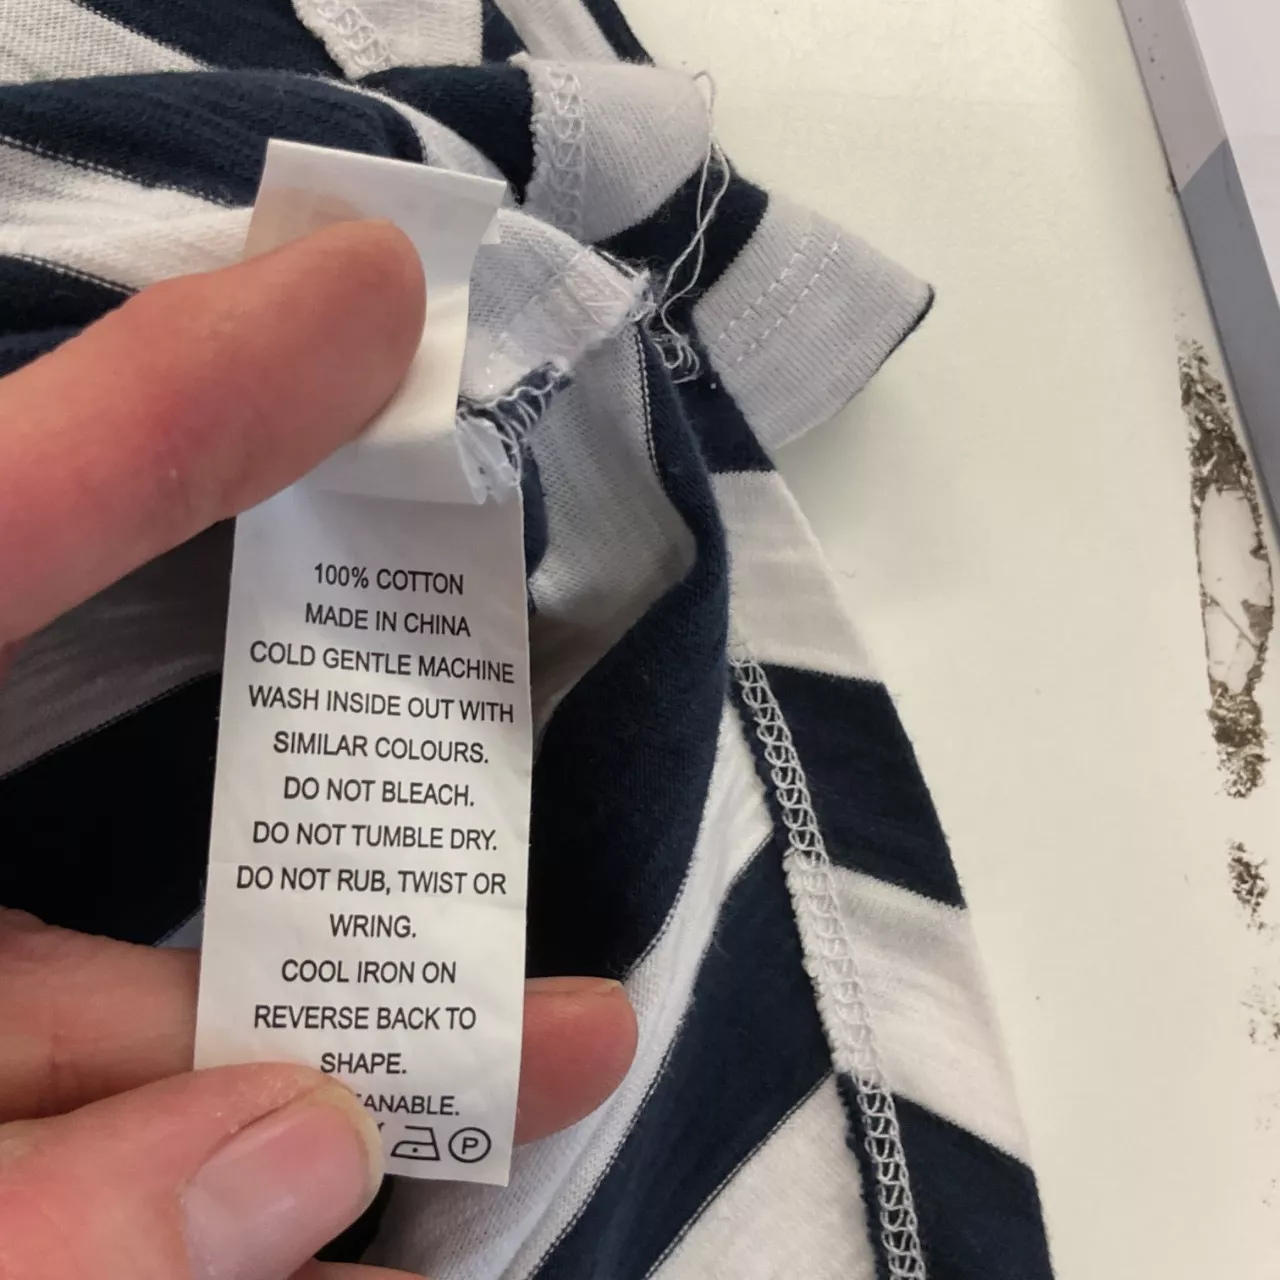 100% COTTON
MADE IN CHINA
COLD GENTLE MACHINE
WASH INSIDE OUT WITH
SIMILAR COLOURS.
DO NOT BLEACH.
DO NOT TUMBLE DRY.
DO NOT RUB, TWIST OR
WRING.
COOL IRON ON
REVERSE BACK TO
SHAPE.
P